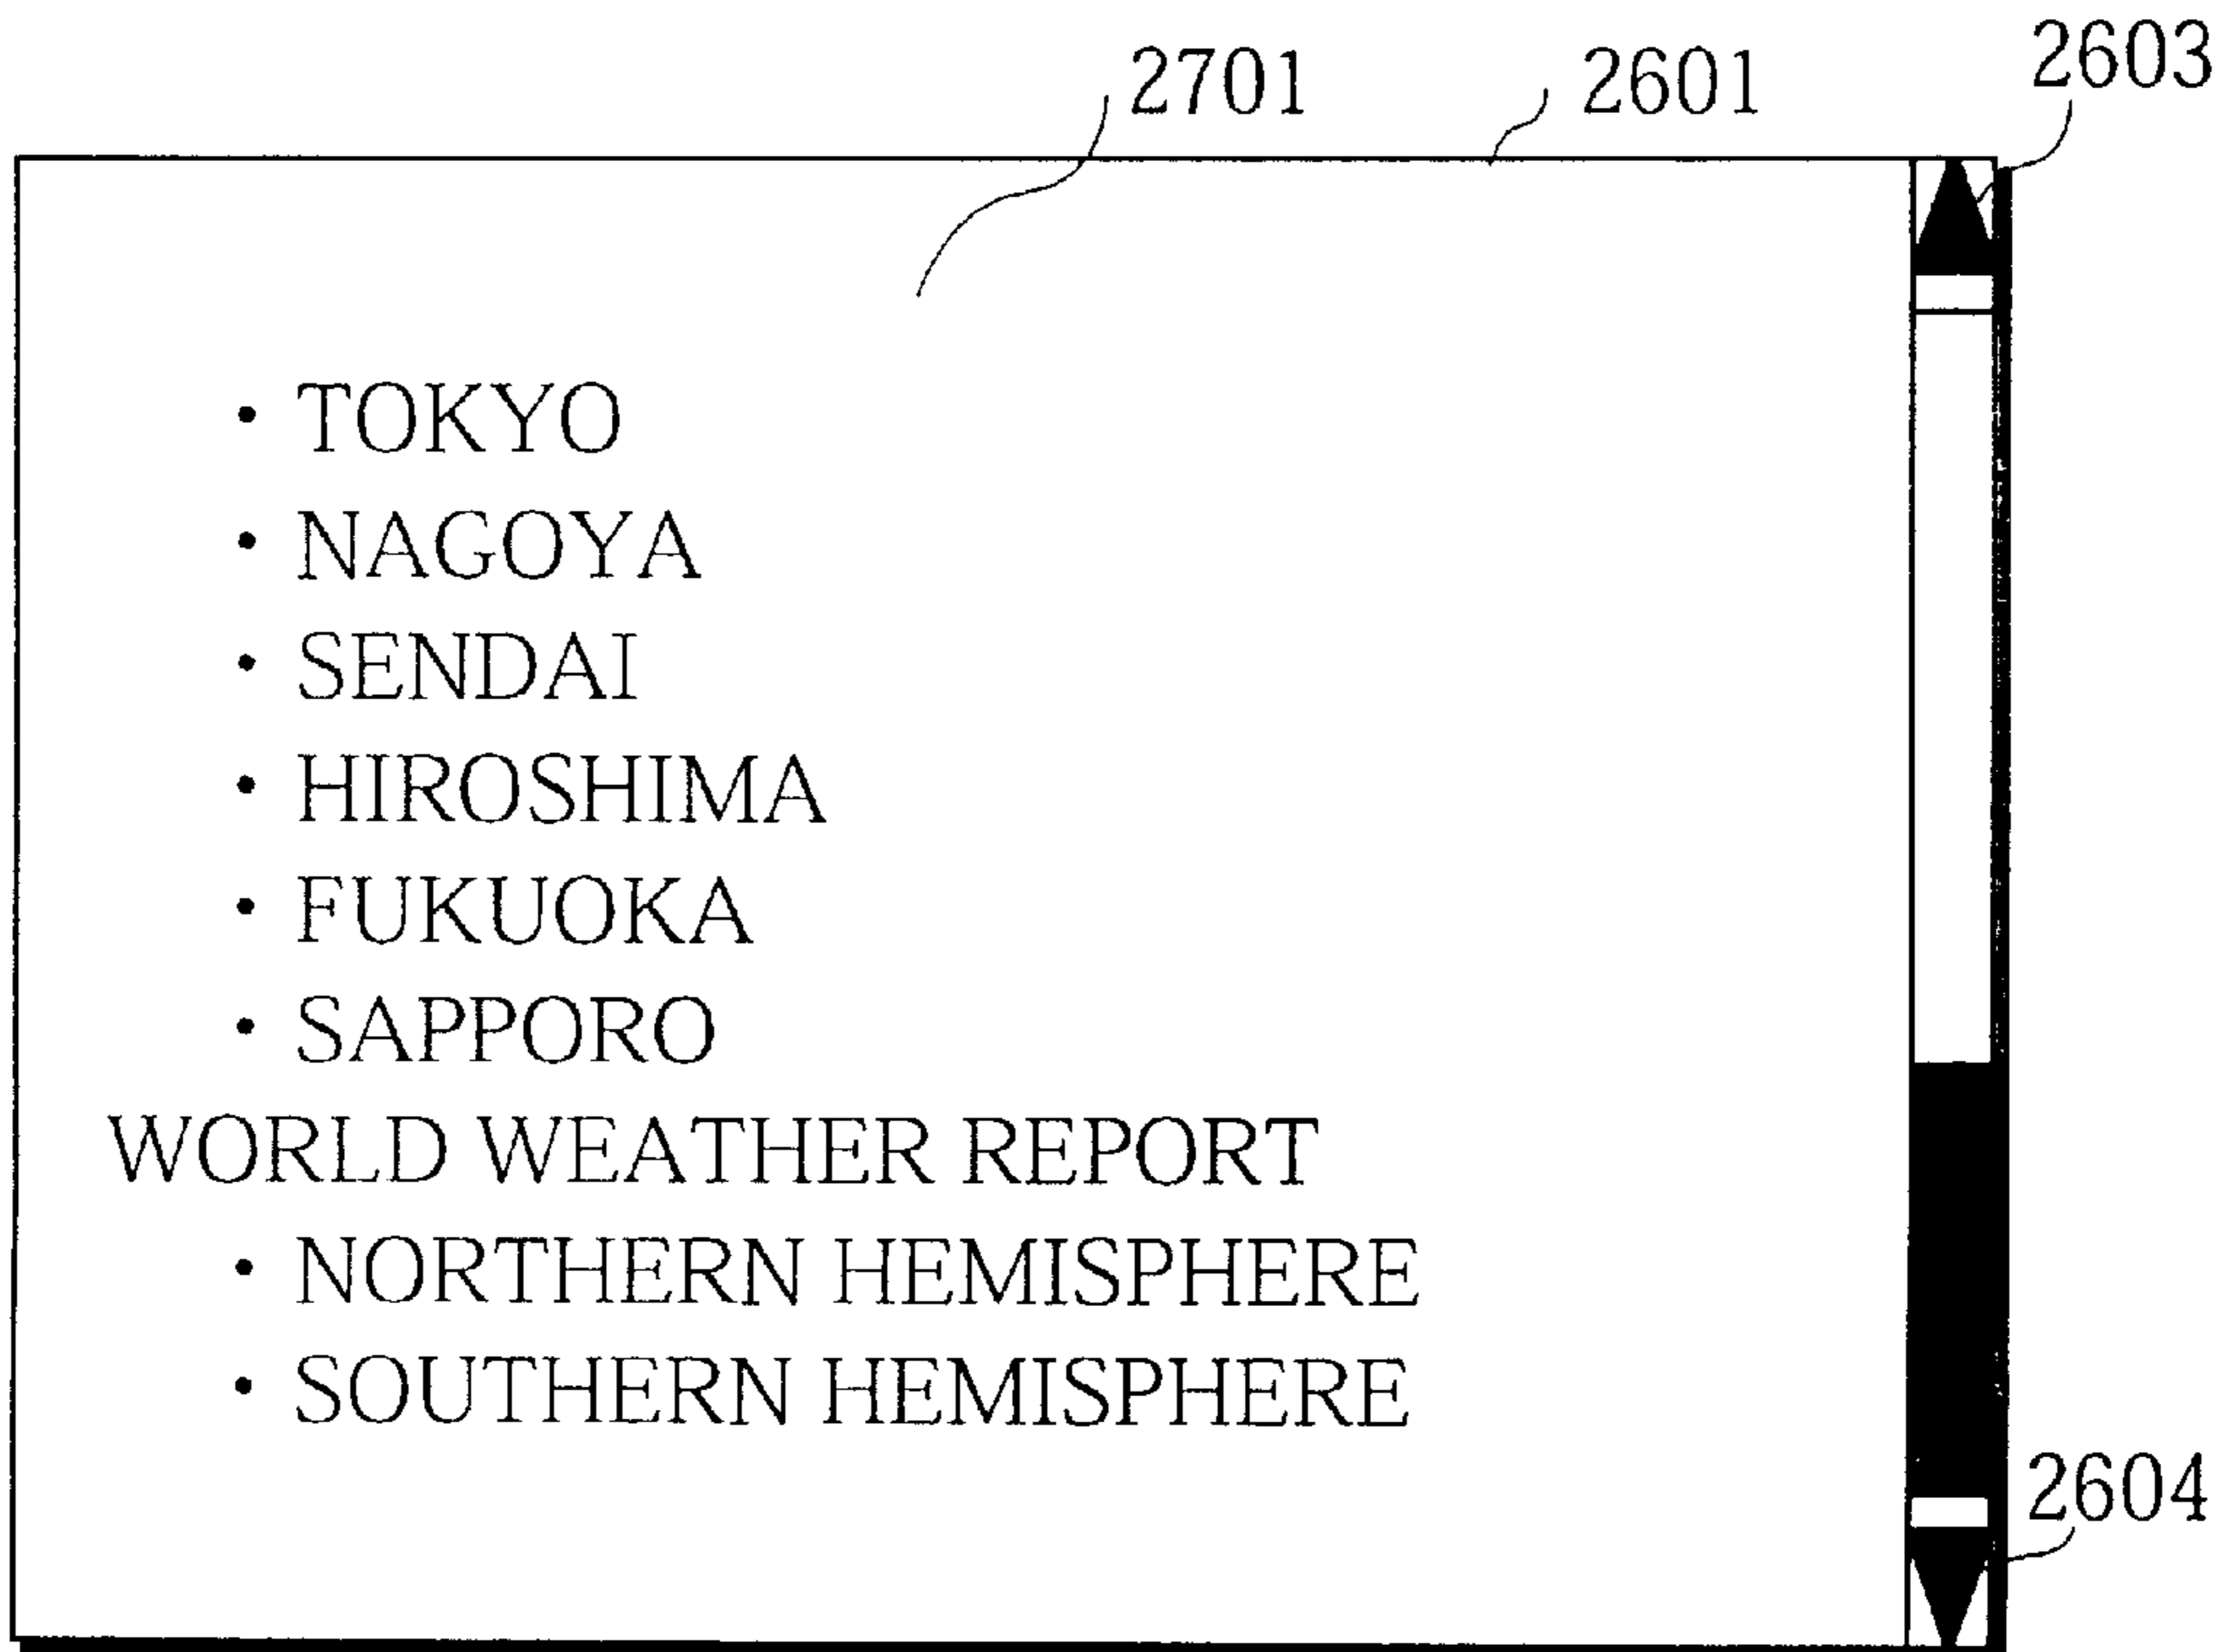 2701 2601 2603
・TOKYO
・NAGOYA
・SENDAI
・HIROSHIMA
・FUKUOKA
・SAPPORO
WORLD WEATHER REPORT
・NORTHERN HEMISPHERE
・SOUTHERN HEMISPHERE
2604